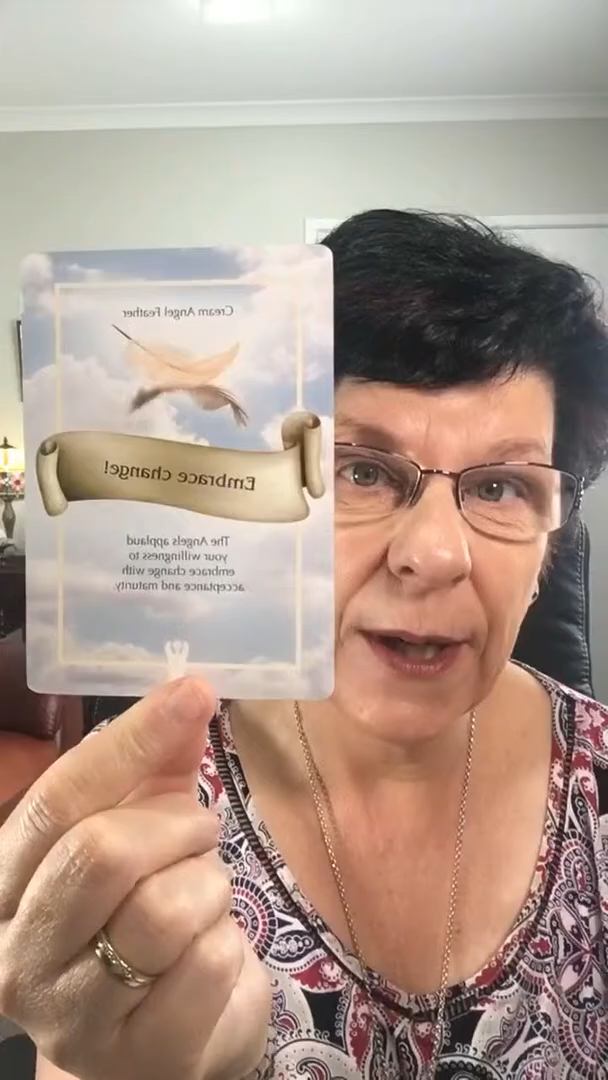 Cream Angel Feather
Embrace change!
The Angels applaud
your willingness to
embrace change with
acceptance and maturity.